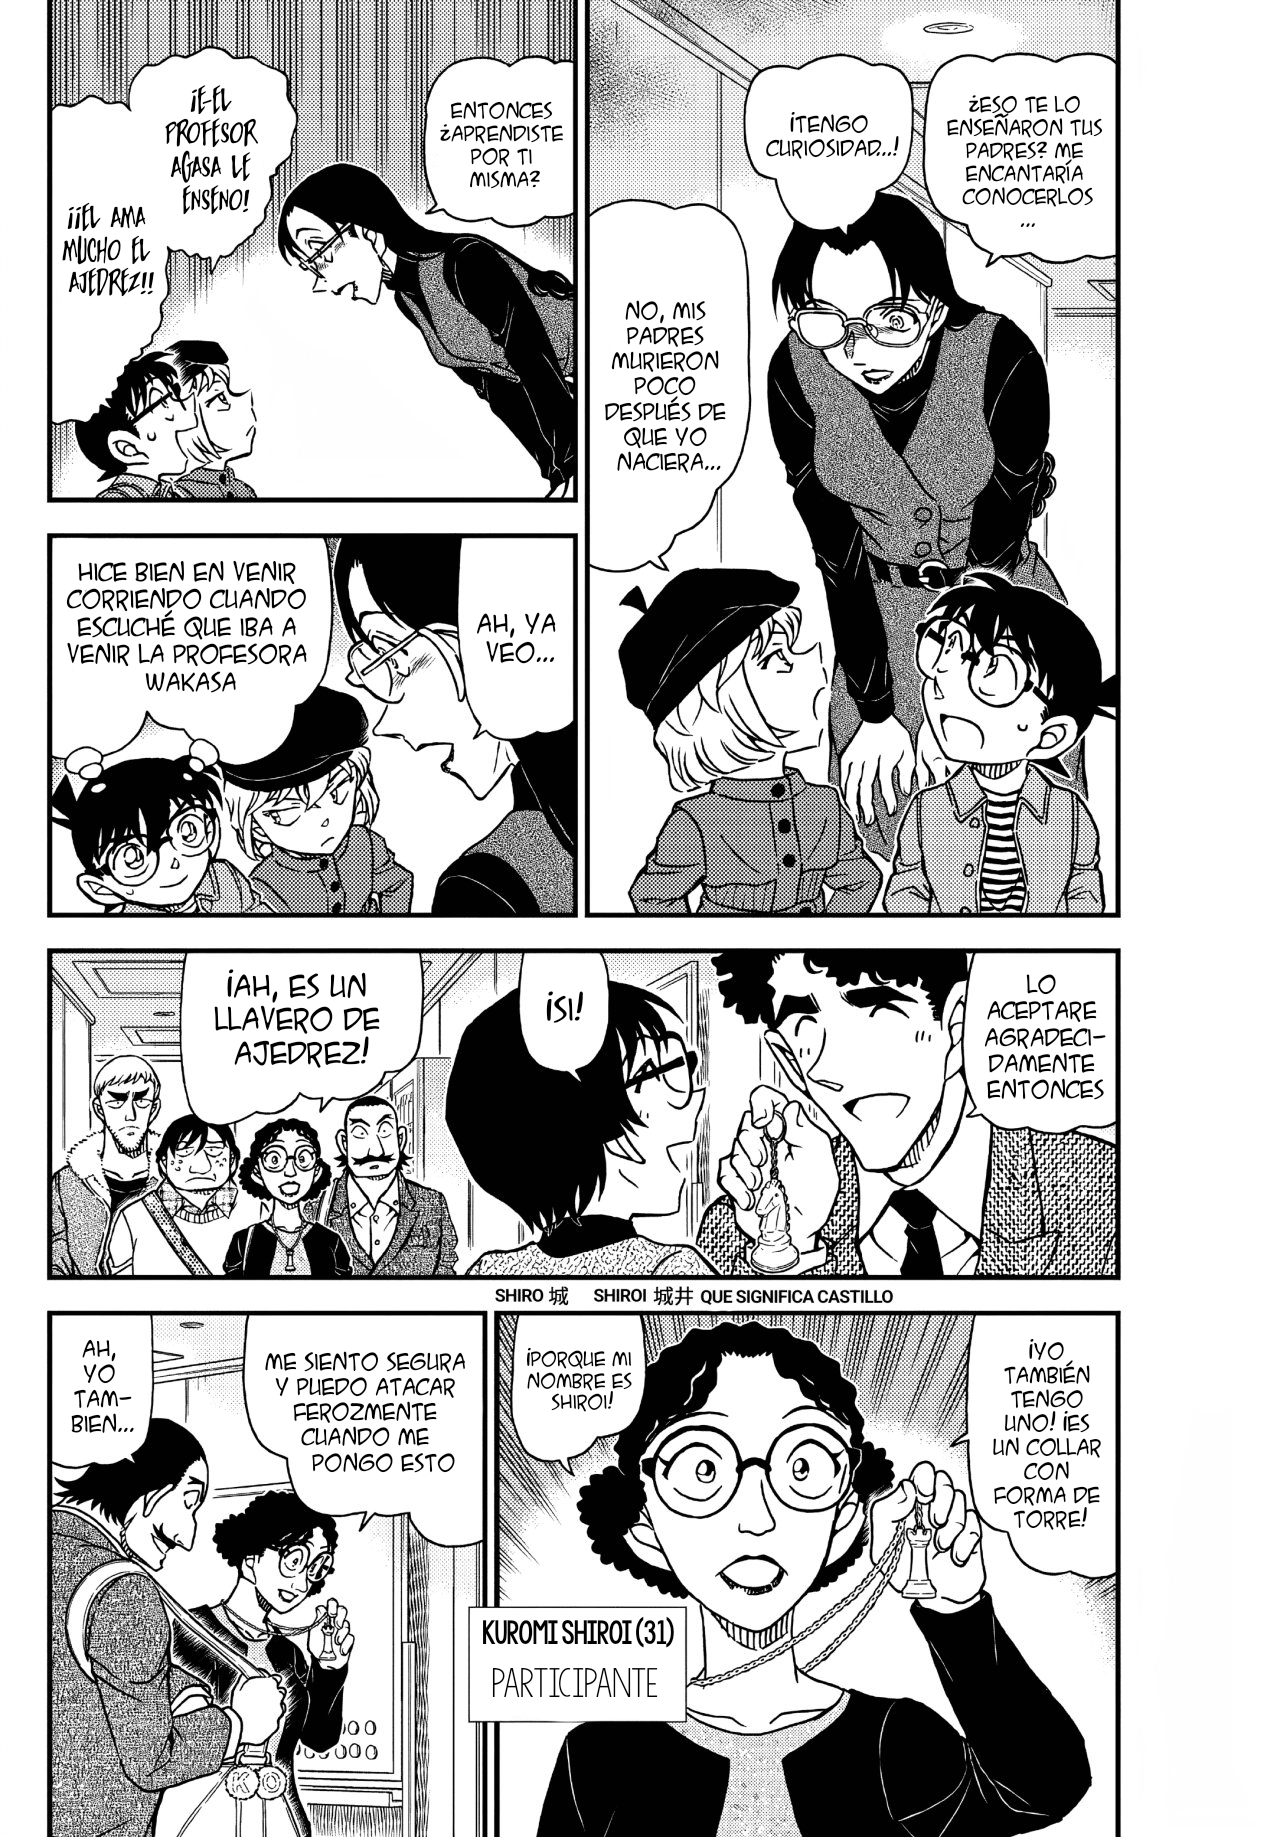 ¿ESO TE LO
ENSEÑARON TUS
PADRES? ME
ENCANTARÍA
CONOCERLOS
...
¡TENGO
CURIOSIDAD...!
NO, MIS
PADRES
MURIERON
POCO
DESPUÉS DE
QUE YO
NACIERA...
ENTONCES
¿APRENDISTE
POR TI
MISMA?
¡E-EL
PROFESOR
AGASA LE
ENSENO!
¡¡EL AMA
MUCHO EL
AJEDREZ!!
AH, YA
VEO...
HICE BIEN EN VENIR
CORRIENDO CUANDO
ESCUCHÉ QUE IBA A
VENIR LA PROFESORA
WAKASA
LO
ACEPTARE
AGRADECI-
DAMENTE
ENTONCES
¡SI!
¡AH, ES UN
LLAVERO DE
AJEDREZ!
SHIRO 城 SHIROI 城井 QUE SIGNIFICA CASTILLO
¡YO
TAMBIÉN
TENGO
UNO! ¡ES
UN COLLAR
CON
FORMA DE
TORRE!
¡PORQUE MI
NOMBRE ES
SHIROI!
KUROMI SHIROI (31)
PARTICIPANTE
ME SIENTO SEGURA
Y PUEDO ATACAR
FEROZMENTE
CUANDO ME
PONGO ESTO
AH,
YO
TAM-
BIEN...
K O